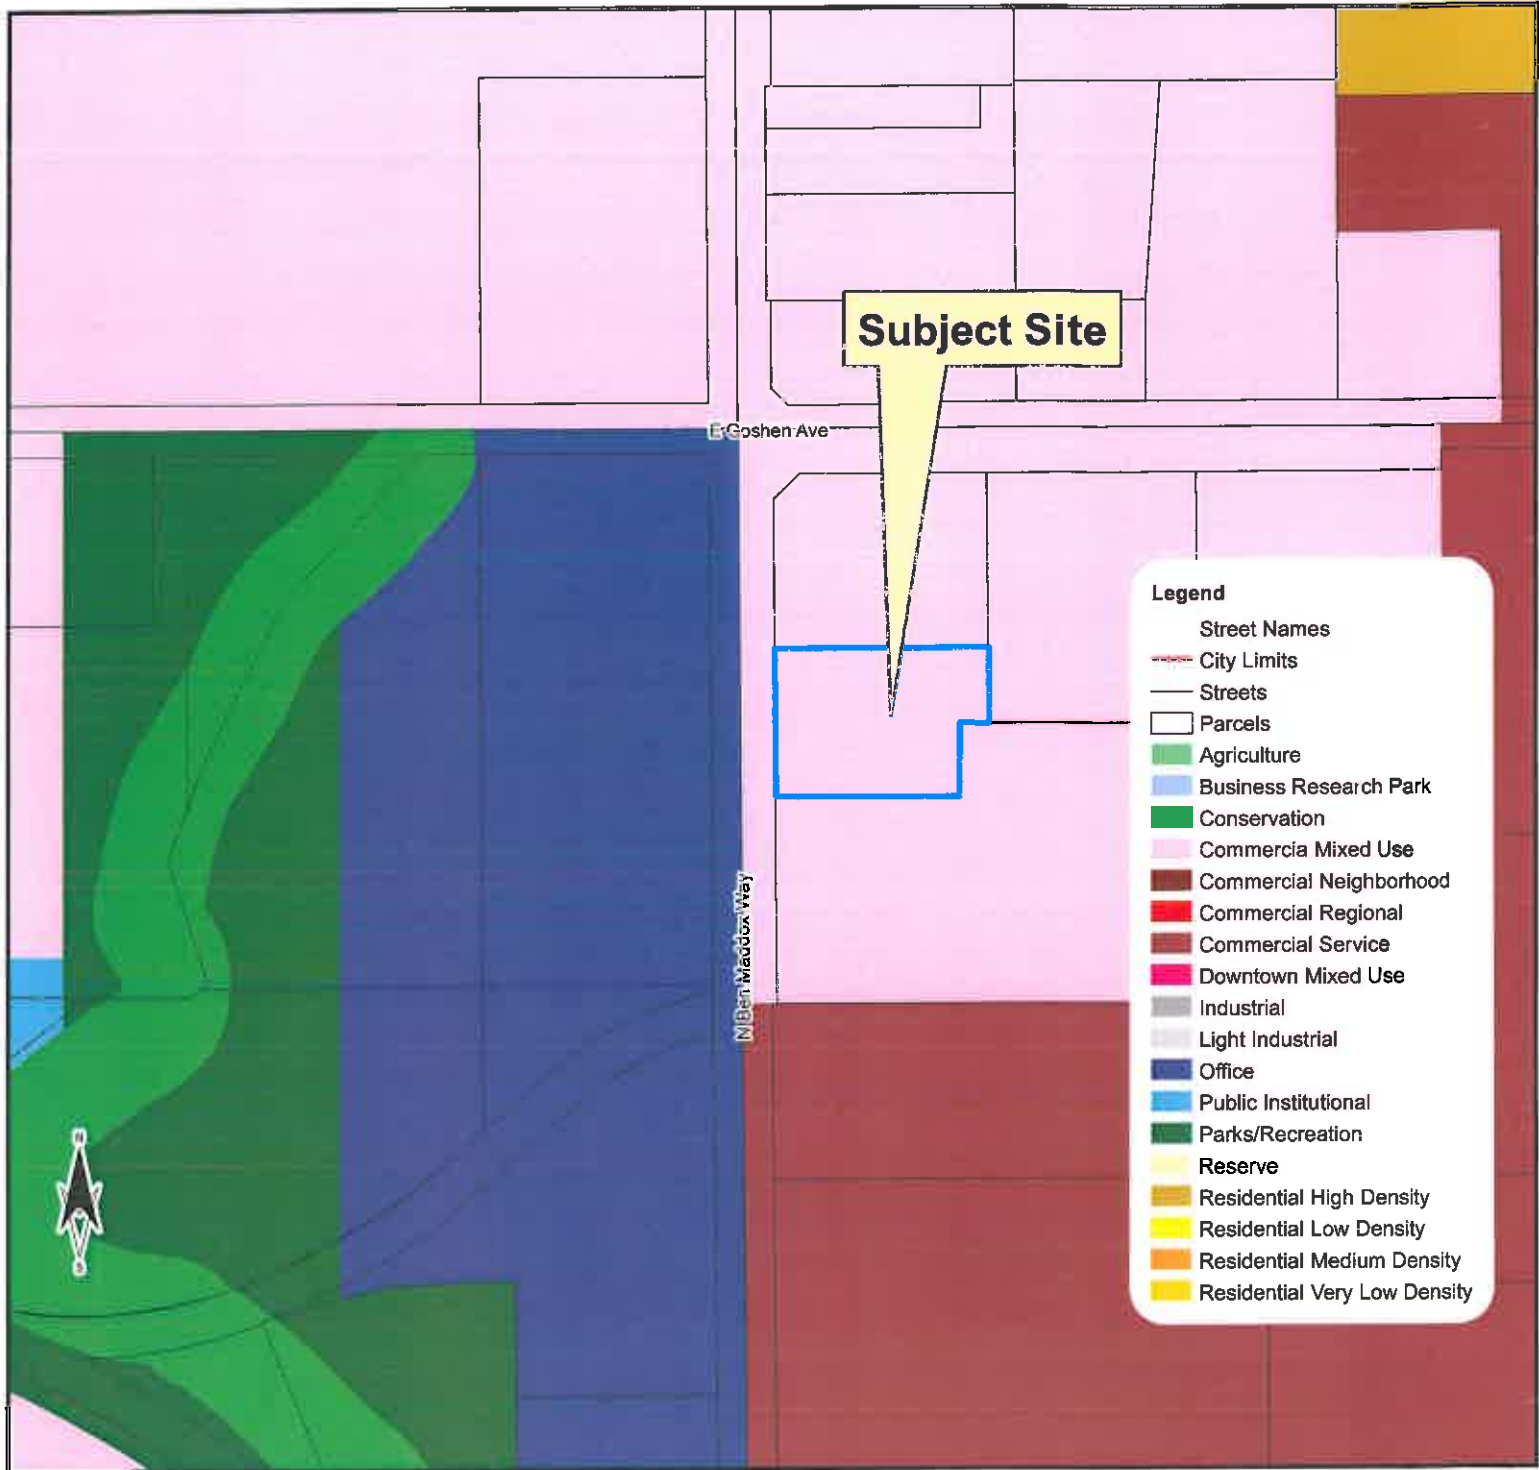 Subject Site
E Goshen Ave
N Ben Maddox Way
Legend
Street Names
City Limits
Streets
Parcels
Agriculture
Business Research Park
Conservation
Commercia Mixed Use
Commercial Neighborhood
Commercial Regional
Commercial Service
Downtown Mixed Use
Industrial
Light Industrial
Office
Public Institutional
Parks/Recreation
Reserve
Residential High Density
Residential Low Density
Residential Medium Density
Residential Very Low Density
N
S